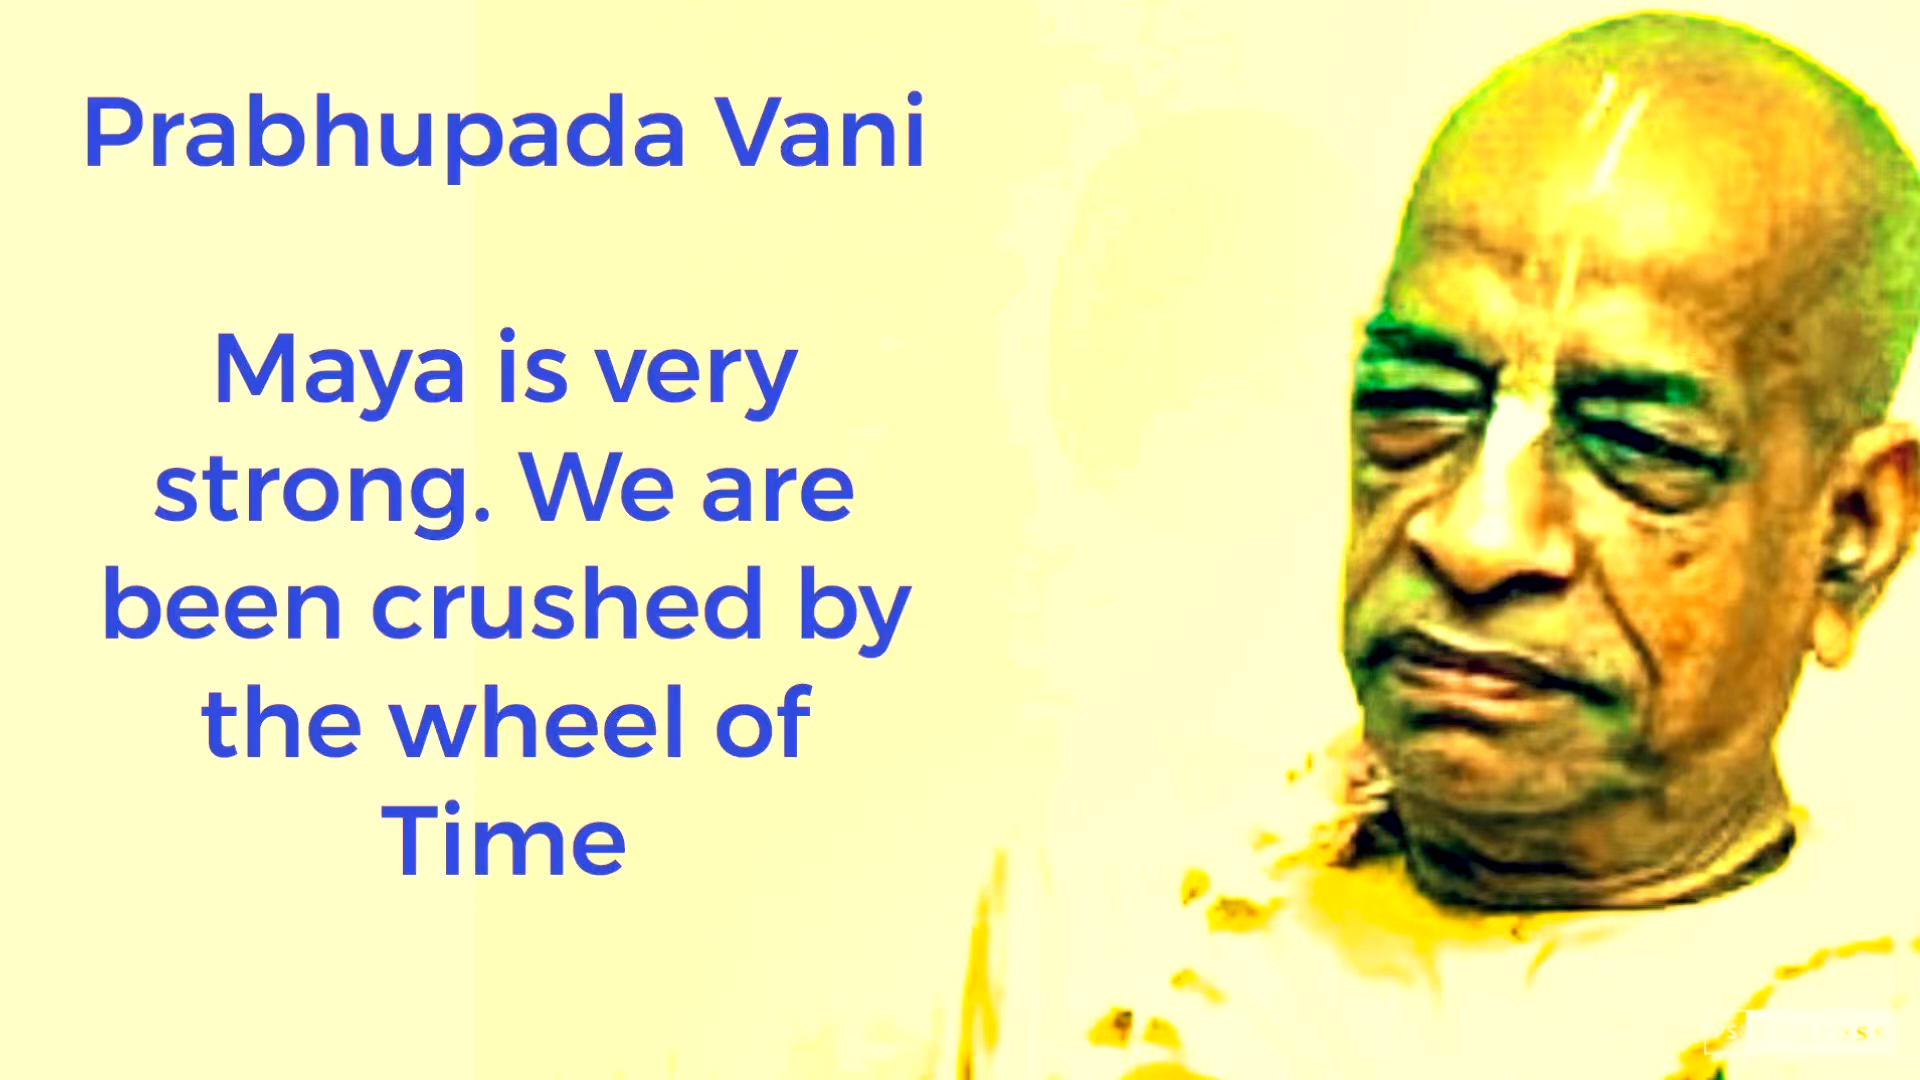 Prabhupada Vani
Maya is very
strong. We are
been crushed by
the wheel of
Time